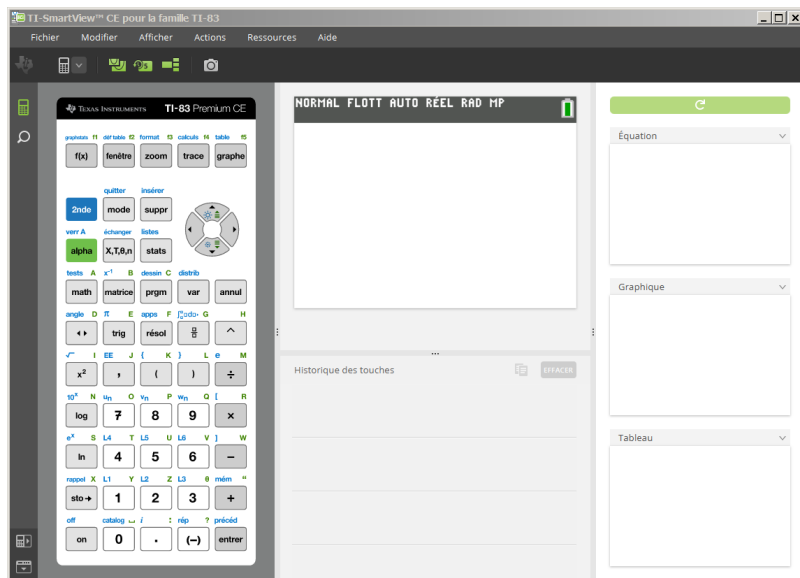 TI-SmartView™ CE pour la famille TI-83
Fichier Modifier Afficher Actions Ressources Aide
TEXAS INSTRUMENTS TI-83 Premium CE
graph stats f1 déf table f2 format f3 calculs f4 table f5
f(x) fenêtre zoom trace graphe
quitter insérer
2nde mode suppr
verr A échanger listes
alpha X,T,θ,n stats
tests A x⁻¹ B dessin C distrib
math matrice prgm var annul
angle D π E apps F G H
trig résol ^
√ I EE J { K } L e M
x² , ( ) ÷
10ˣ N uₙ O vₙ P wₙ Q [ R
log 7 8 9 ×
eˣ S L4 T L5 U L6 V ] W
ln 4 5 6 −
rappel X L1 Y L2 Z L3 θ mém "
sto→ 1 2 3 +
off catalog i : rép ? précéd
on 0 . (−) entrer
NORMAL FLOTT AUTO RÉEL RAD MP
Historique des touches EFFACER
Équation
Graphique
Tableau